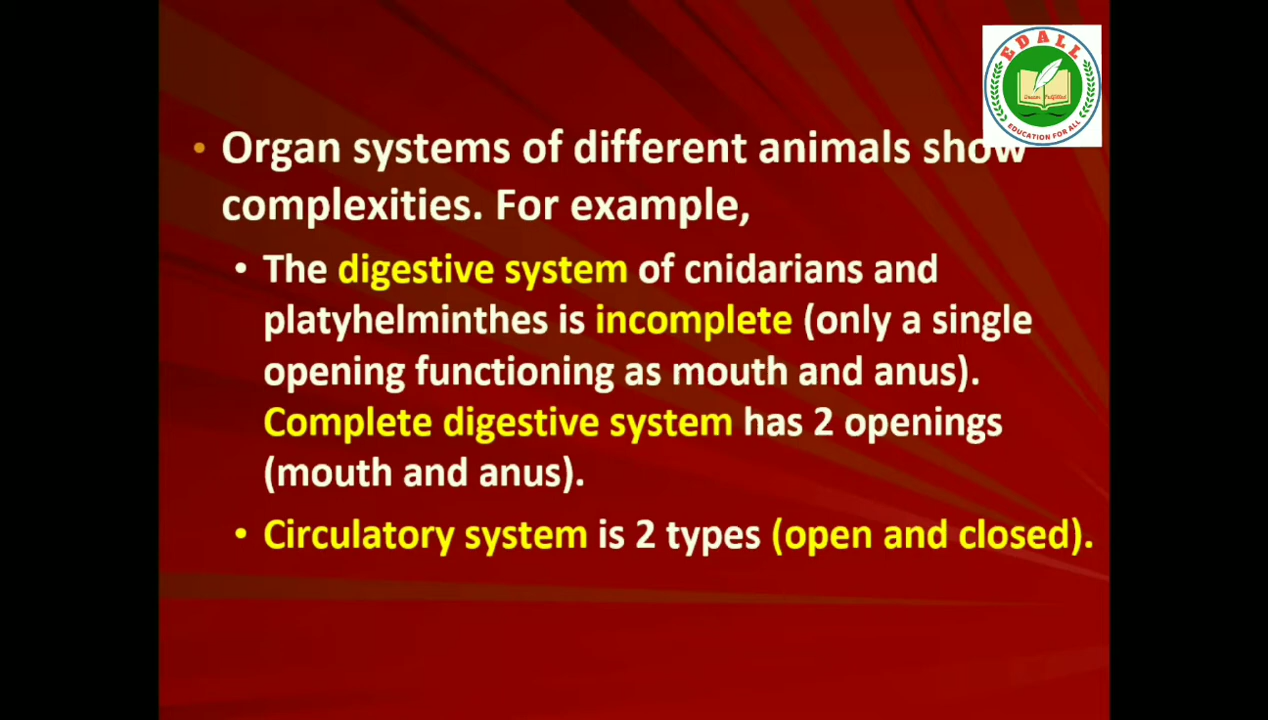 EDALL
Dream Fulfilled
EDUCATION FOR ALL
• Organ systems of different animals show
complexities. For example,
• The digestive system of cnidarians and
platyhelminthes is incomplete (only a single
opening functioning as mouth and anus).
Complete digestive system has 2 openings
(mouth and anus).
• Circulatory system is 2 types (open and closed).